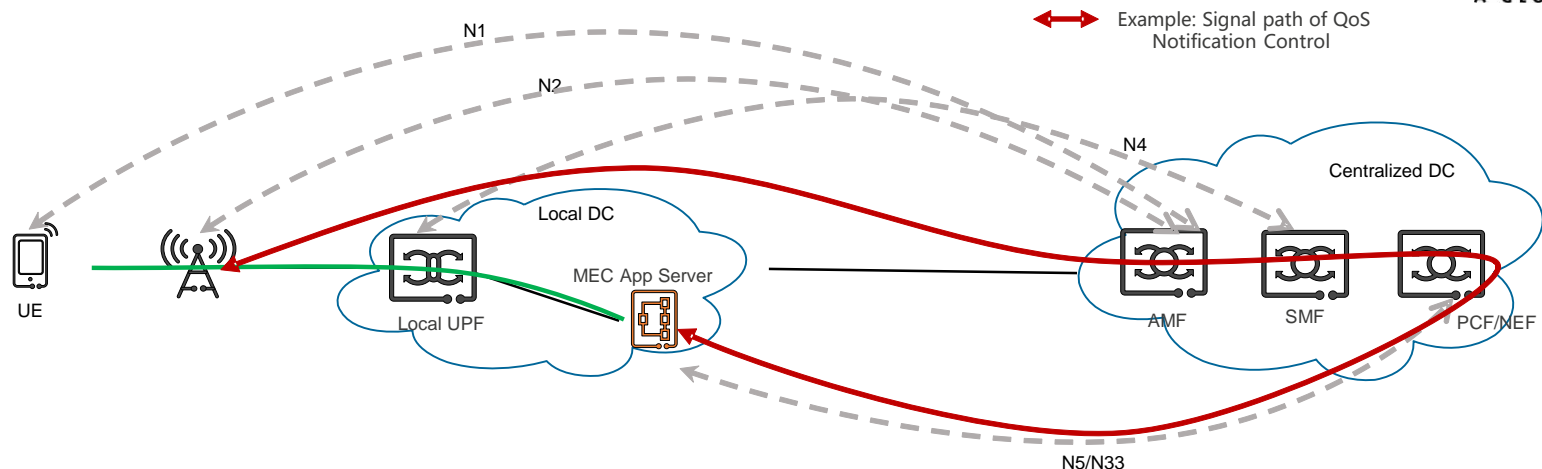 Example: Signal path of QoS
Notification Control
N1
N2
N4
Centralized DC
Local DC
MEC App Server
UE
Local UPF
AMF
SMF
PCF/NEF
N5/N33